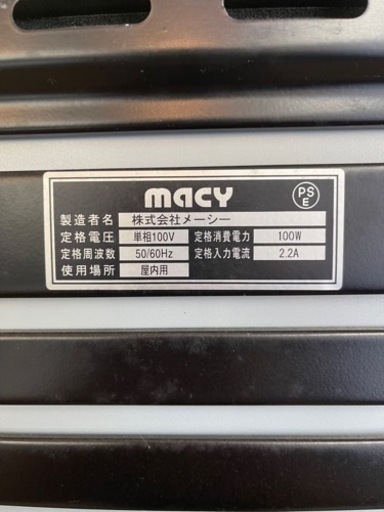 macy
PS
E
製造者名 株式会社メーシー
定格電圧 単相100V 定格消費電力 100W
定格周波数 50/60Hz 定格入力電流 2.2A
使用場所 屋内用